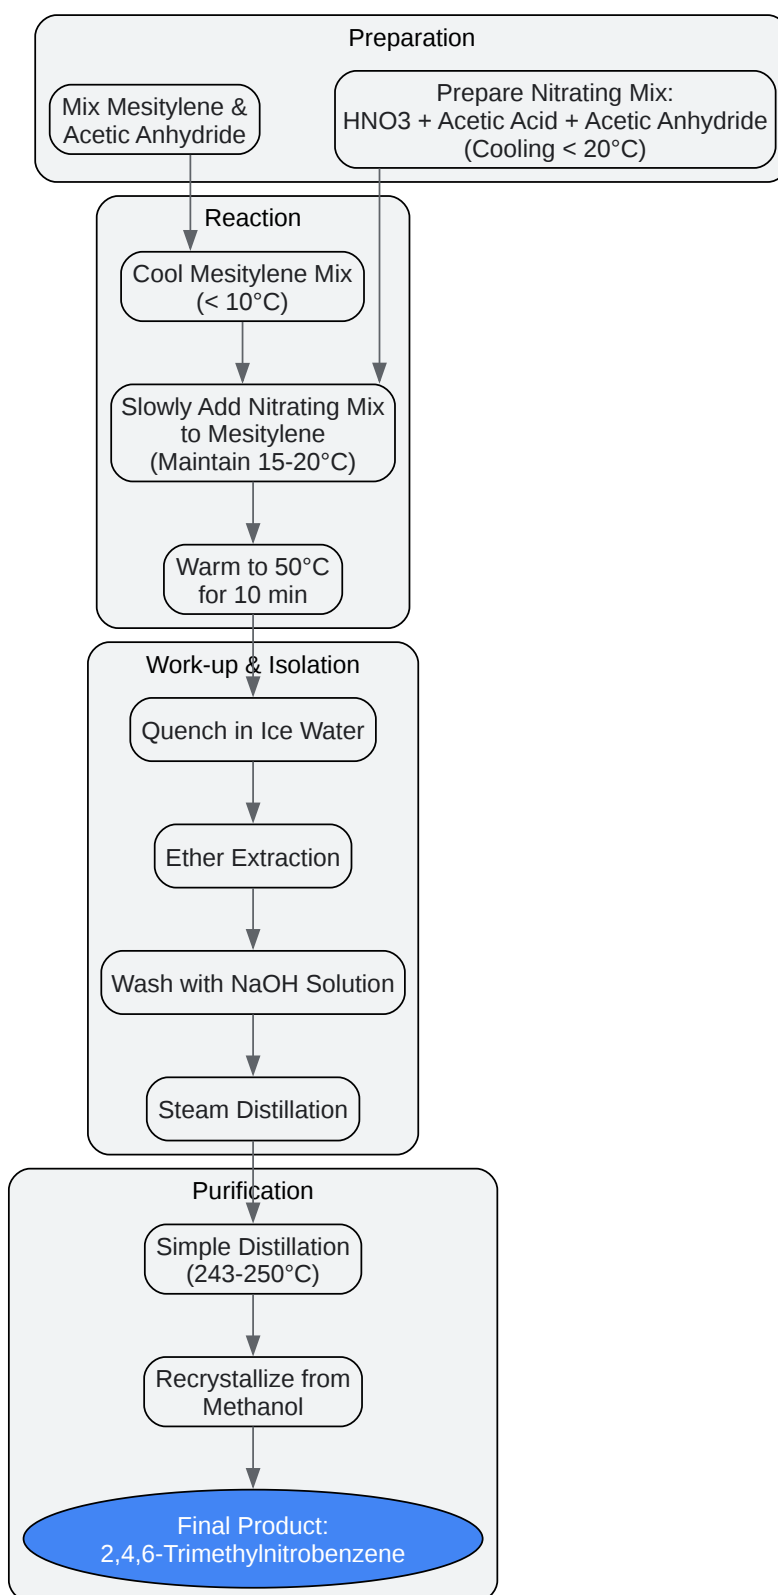 Preparation
Mix Mesitylene &
Acetic Anhydride
Prepare Nitrating Mix:
HNO3 + Acetic Acid + Acetic Anhydride
(Cooling < 20°C)
Reaction
Cool Mesitylene Mix
(< 10°C)
Slowly Add Nitrating Mix
to Mesitylene
(Maintain 15-20°C)
Warm to 50°C
for 10 min
Work-up & Isolation
Quench in Ice Water
Ether Extraction
Wash with NaOH Solution
Steam Distillation
Purification
Simple Distillation
(243-250°C)
Recrystallize from
Methanol
Final Product:
2,4,6-Trimethylnitrobenzene